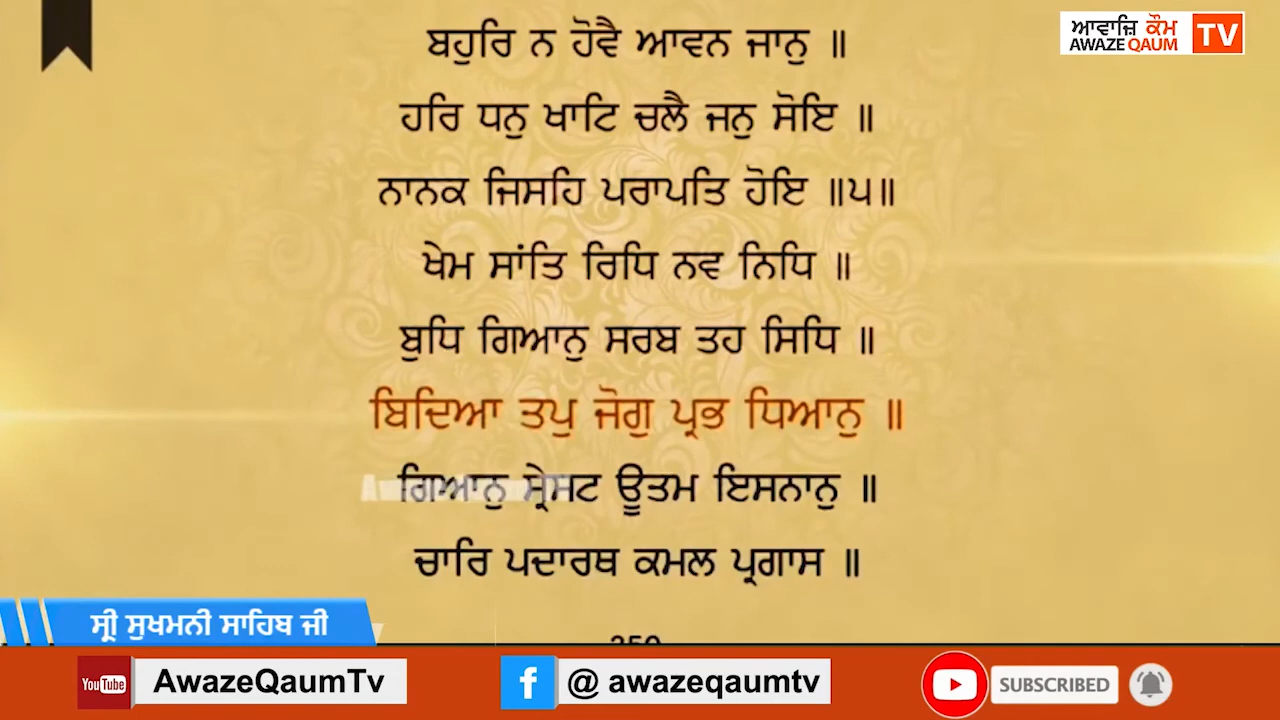 ਆਵਾਜ਼ਿ ਕੌਮ
AWAZE QAUM
TV
ਬਹੁਰਿ ਨ ਹੋਵੈ ਆਵਨ ਜਾਨੁ ॥
ਹਰਿ ਧਨੁ ਖਾਟਿ ਚਲੈ ਜਨੁ ਸੋਇ ॥
ਨਾਨਕ ਜਿਸਹਿ ਪਰਾਪਤਿ ਹੋਇ ॥੫॥
ਖੇਮ ਸਾਂਤਿ ਰਿਧਿ ਨਵ ਨਿਧਿ ॥
ਬੁਧਿ ਗਿਆਨੁ ਸਰਬ ਤਹ ਸਿਧਿ ॥
ਬਿਦਿਆ ਤਪੁ ਜੋਗੁ ਪ੍ਰਭ ਧਿਆਨੁ ॥
ਗਿਆਨੁ ਸ੍ਰੇਸਟ ਊਤਮ ਇਸਨਾਨੁ ॥
ਚਾਰਿ ਪਦਾਰਥ ਕਮਲ ਪ੍ਰਗਾਸ ॥
ਸ੍ਰੀ ਸੁਖਮਨੀ ਸਾਹਿਬ ਜੀ
YouTube AwazeQaumTv
f @ awazeqaumtv
SUBSCRIBED